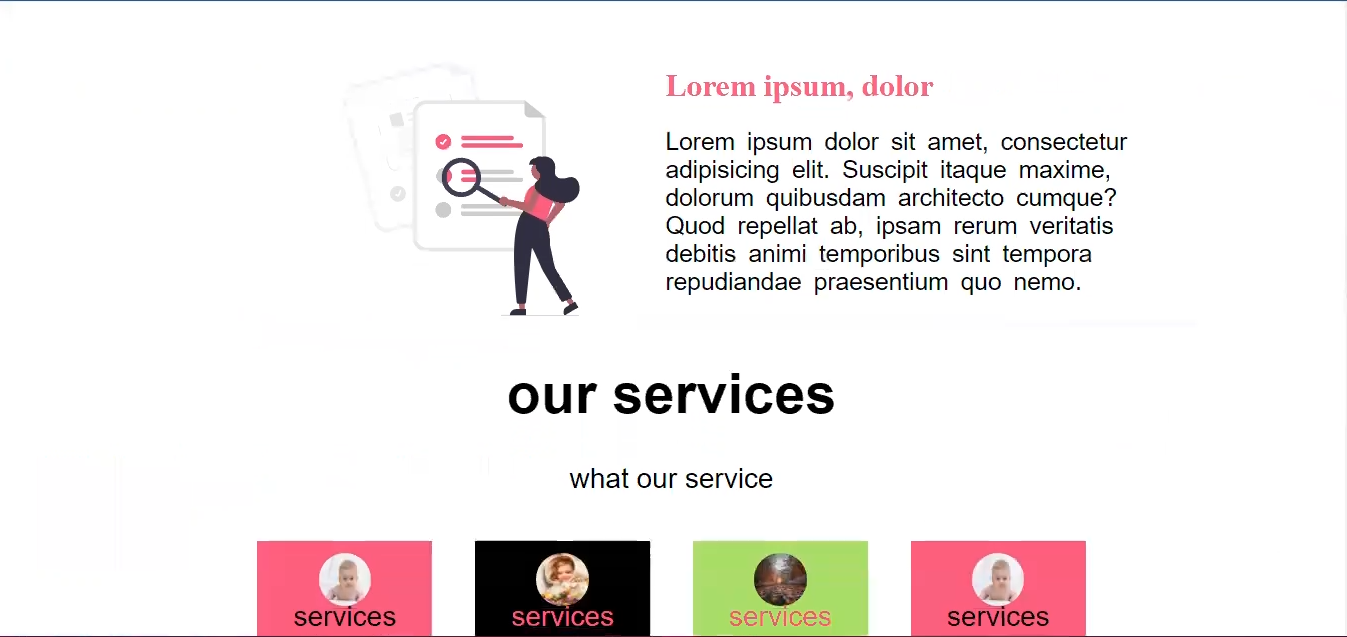 Lorem ipsum, dolor
Lorem ipsum dolor sit amet, consectetur
adipisicing elit. Suscipit itaque maxime,
dolorum quibusdam architecto cumque?
Quod repellat ab, ipsam rerum veritatis
debitis animi temporibus sint tempora
repudiandae praesentium quo nemo.
our services
what our service
services
services
services
services